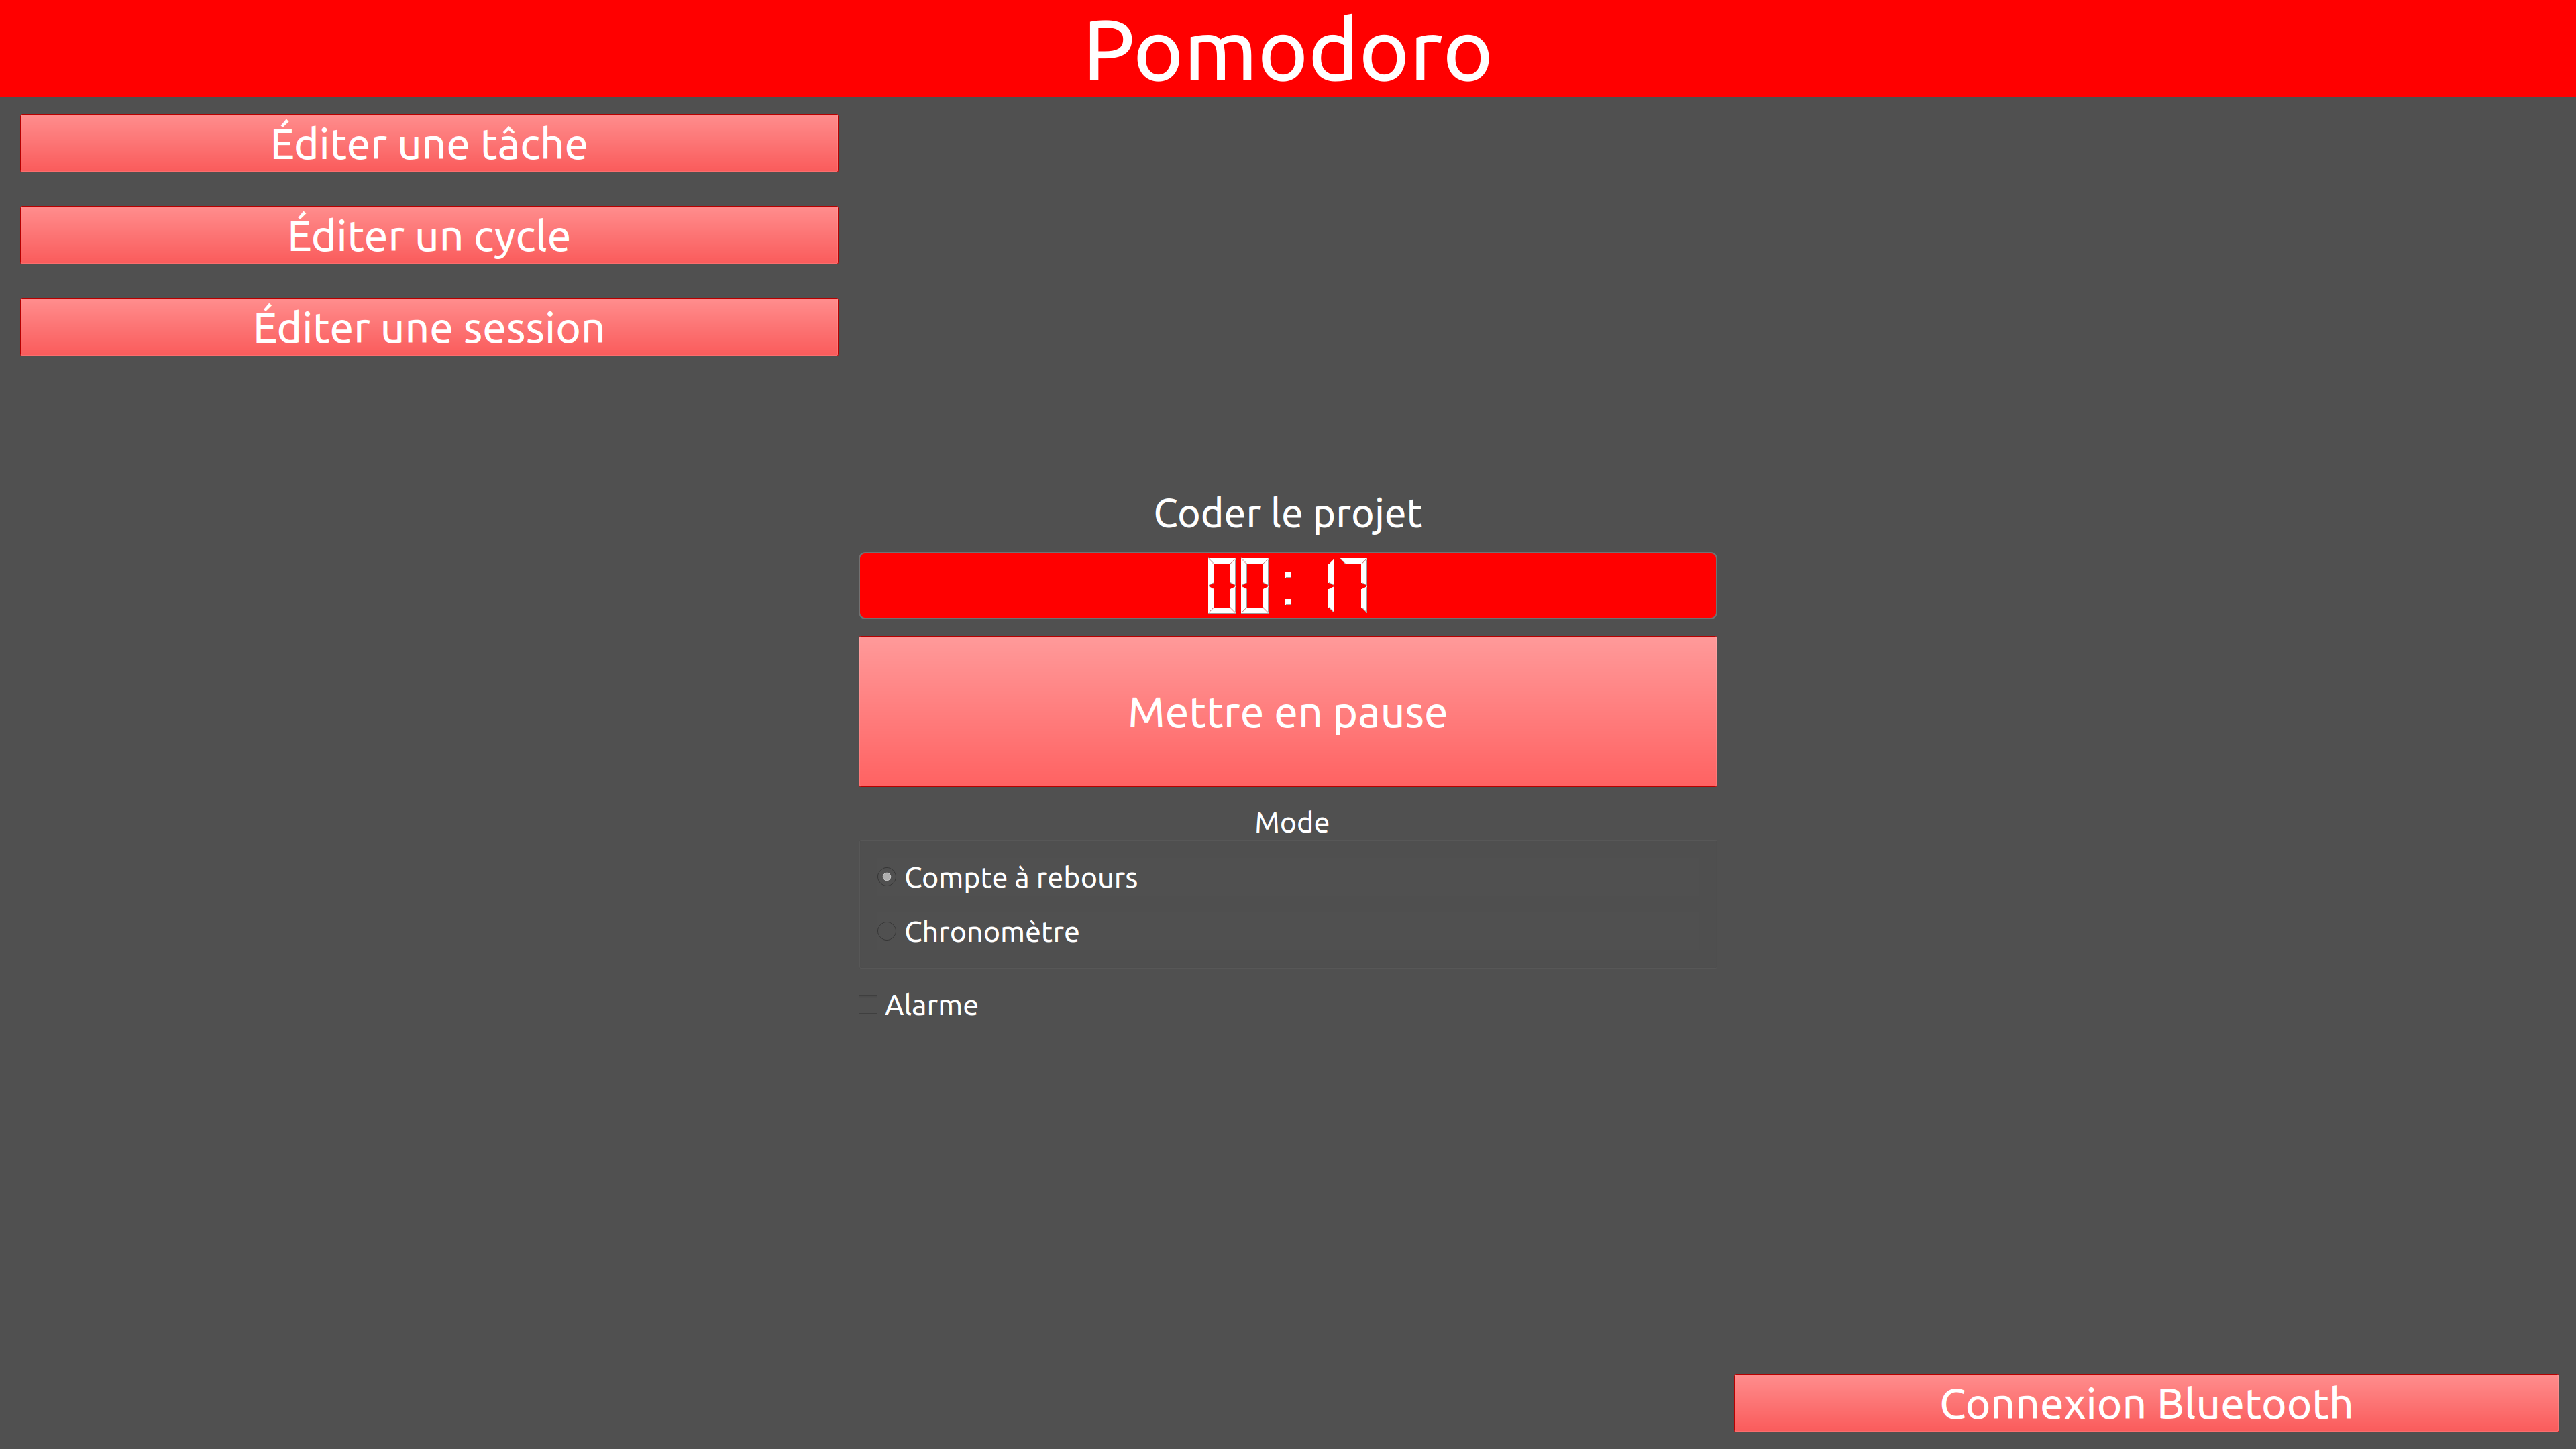 Pomodoro
Éditer une tâche
Éditer un cycle
Éditer une session
Coder le projet
00:17
Mettre en pause
Mode
Compte à rebours
Chronomètre
Alarme
Connexion Bluetooth